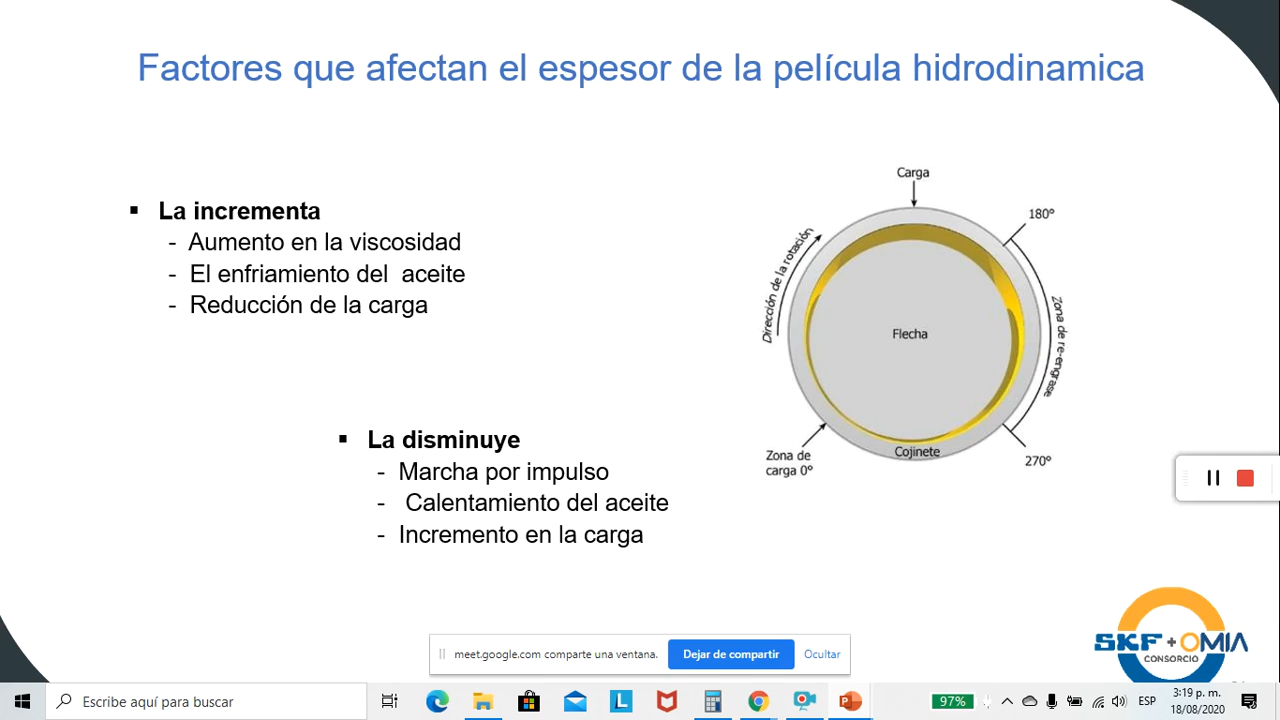 Factores que afectan el espesor de la película hidrodinamica
▪ La incrementa
- Aumento en la viscosidad
- El enfriamiento del aceite
- Reducción de la carga
▪ La disminuye
- Marcha por impulso
- Calentamiento del aceite
- Incremento en la carga
Carga
180º
Dirección de la rotación
Flecha
Zona de re-engrase
Cojinete
Zona de
carga 0º
270º
SKF + OMIA
CONSORCIO
meet.google.com comparte una ventana.
Dejar de compartir
Ocultar
Escribe aquí para buscar
97%
ESP
3:19 p. m.
18/08/2020